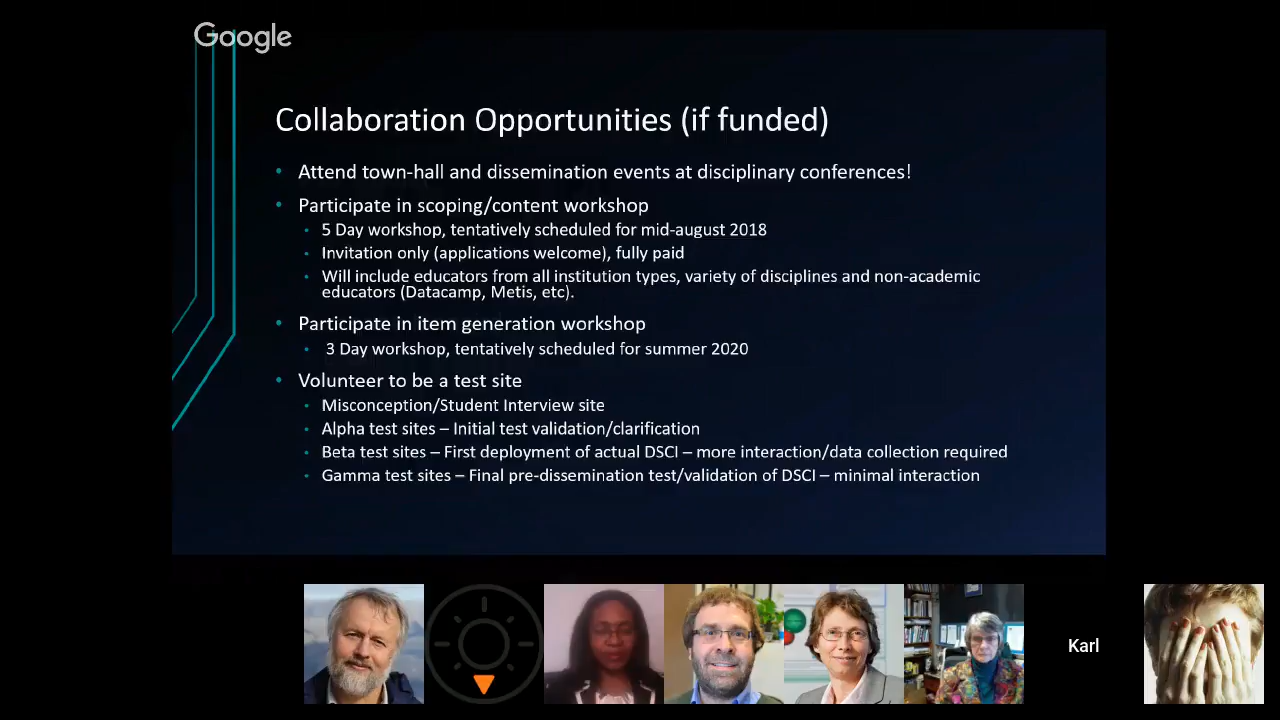 Google
Collaboration Opportunities (if funded)
• Attend town-hall and dissemination events at disciplinary conferences!
• Participate in scoping/content workshop
• 5 Day workshop, tentatively scheduled for mid-august 2018
• Invitation only (applications welcome), fully paid
• Will include educators from all institution types, variety of disciplines and non-academic
educators (Datacamp, Metis, etc).
• Participate in item generation workshop
• 3 Day workshop, tentatively scheduled for summer 2020
• Volunteer to be a test site
• Misconception/Student Interview site
• Alpha test sites – Initial test validation/clarification
• Beta test sites – First deployment of actual DSCI – more interaction/data collection required
• Gamma test sites – Final pre-dissemination test/validation of DSCI – minimal interaction
Karl